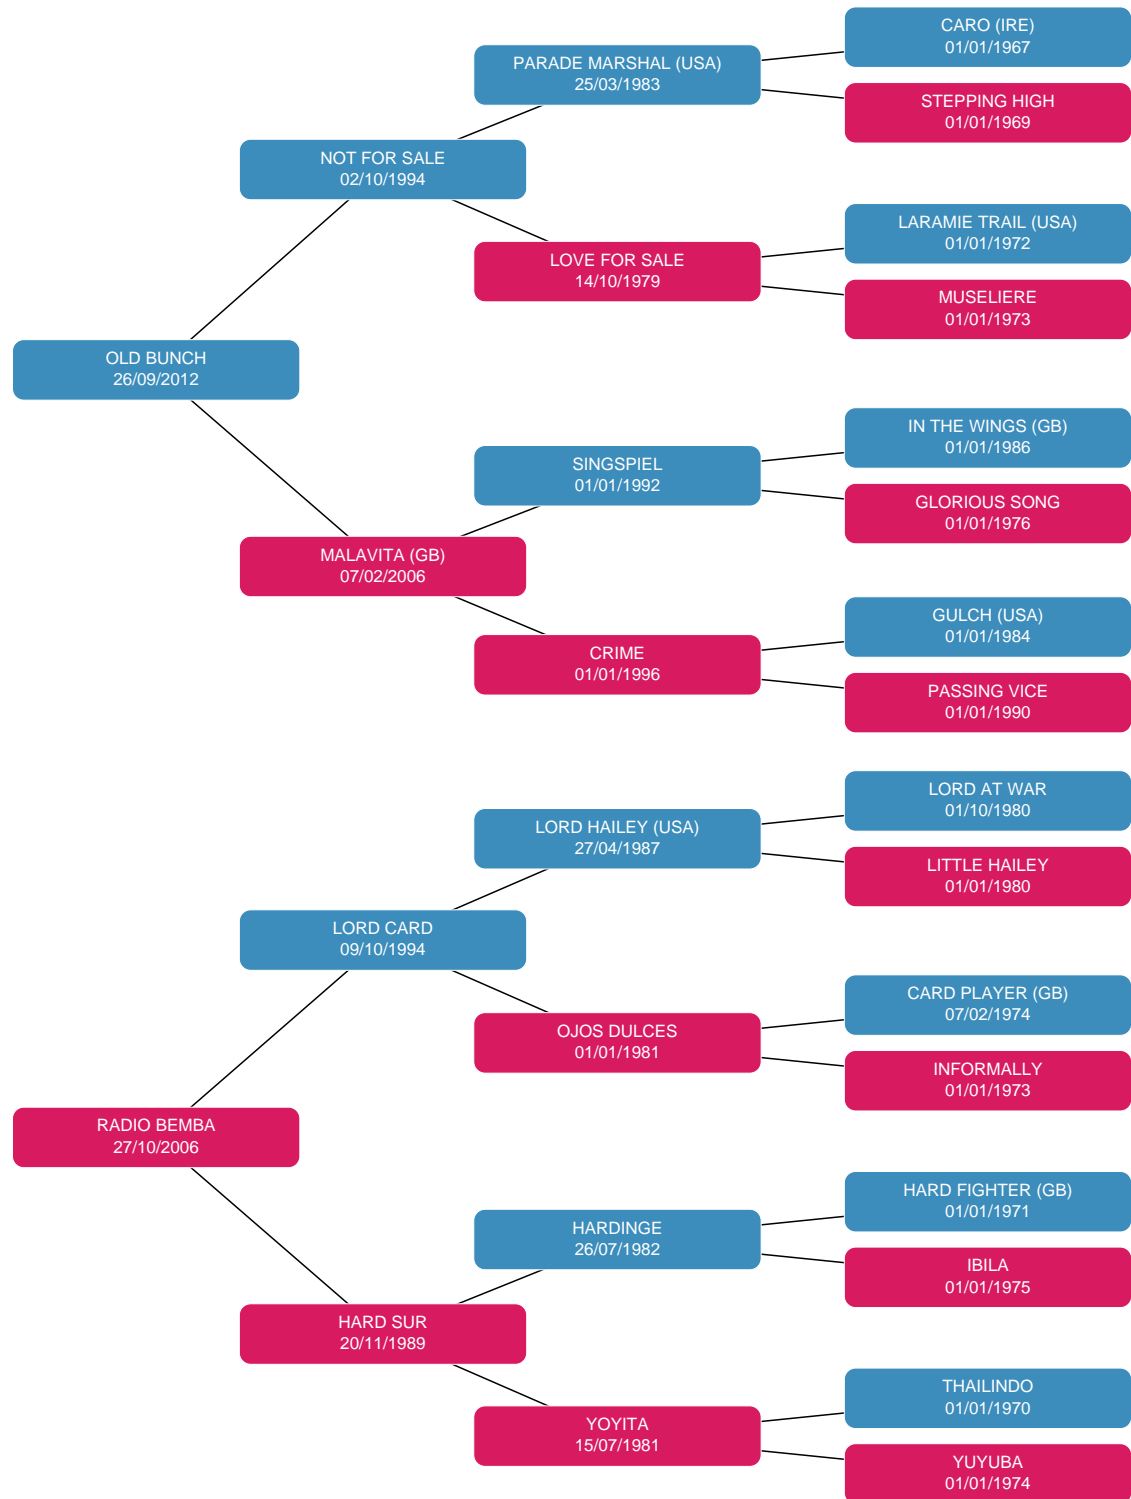 CARO (IRE)
01/01/1967
PARADE MARSHAL (USA)
25/03/1983
STEPPING HIGH
01/01/1969
NOT FOR SALE
02/10/1994
LARAMIE TRAIL (USA)
01/01/1972
LOVE FOR SALE
14/10/1979
MUSELIERE
01/01/1973
OLD BUNCH
26/09/2012
IN THE WINGS (GB)
01/01/1986
SINGSPIEL
01/01/1992
GLORIOUS SONG
01/01/1976
MALAVITA (GB)
07/02/2006
GULCH (USA)
01/01/1984
CRIME
01/01/1996
PASSING VICE
01/01/1990
LORD AT WAR
01/10/1980
LORD HAILEY (USA)
27/04/1987
LITTLE HAILEY
01/01/1980
LORD CARD
09/10/1994
CARD PLAYER (GB)
07/02/1974
OJOS DULCES
01/01/1981
INFORMALLY
01/01/1973
RADIO BEMBA
27/10/2006
HARD FIGHTER (GB)
01/01/1971
HARDINGE
26/07/1982
IBILA
01/01/1975
HARD SUR
20/11/1989
THAILINDO
01/01/1970
YOYITA
15/07/1981
YUYUBA
01/01/1974